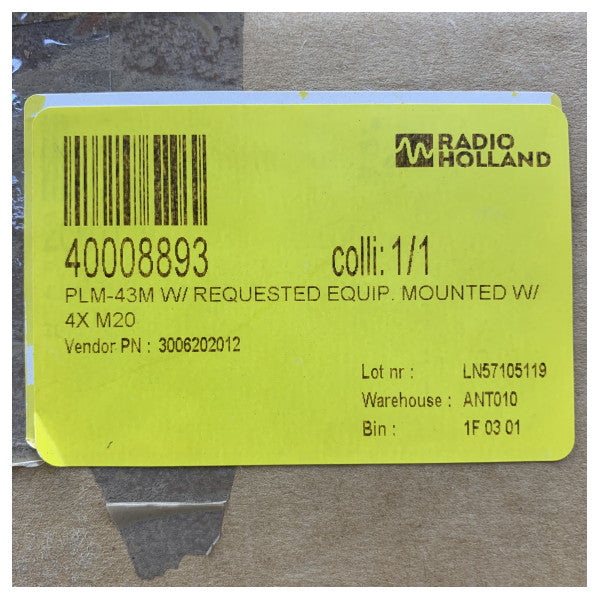 RADIO
HOLLAND
40008893 colli: 1/1
PLM-43M W/ REQUESTED EQUIP. MOUNTED W/
4X M20
Vendor PN : 3006202012
Lot nr : LN57105119
Warehouse : ANT010
Bin : 1F 03 01